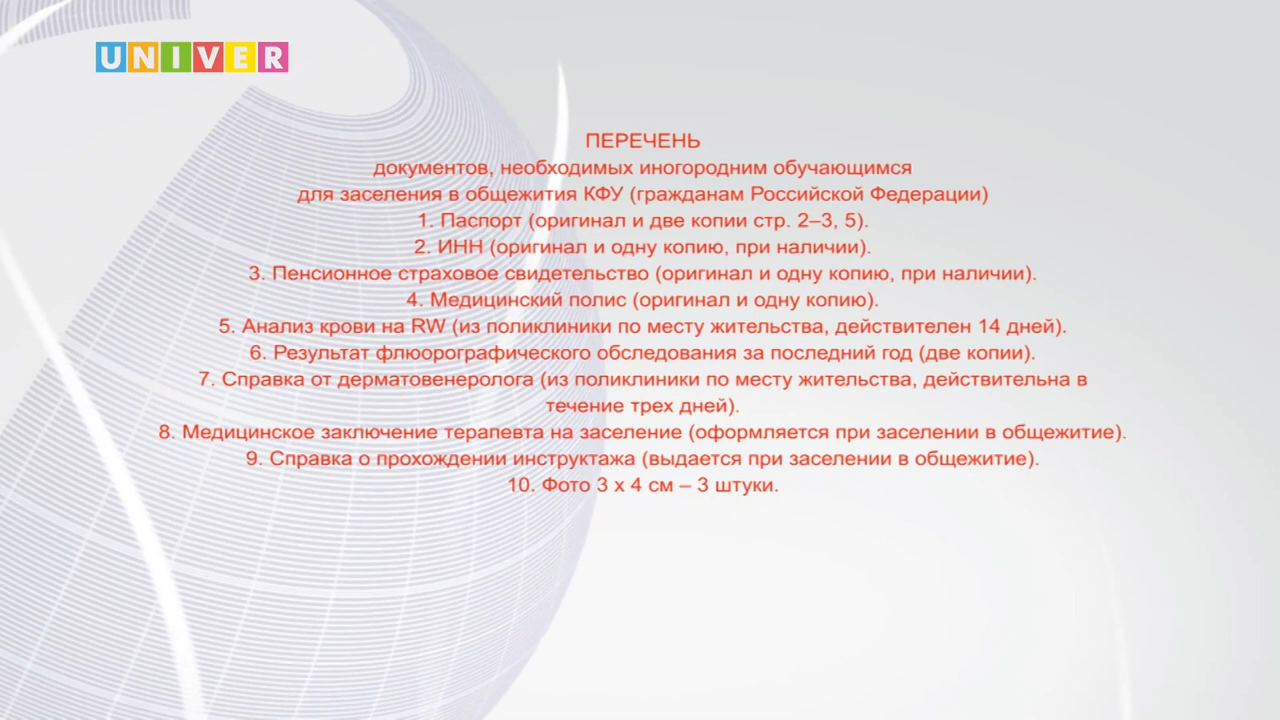 UNIVER
ПЕРЕЧЕНЬ
документов, необходимых иногородним обучающимся
для заселения в общежития КФУ (гражданам Российской Федерации)
1. Паспорт (оригинал и две копии стр. 2–3, 5).
2. ИНН (оригинал и одну копию, при наличии).
3. Пенсионное страховое свидетельство (оригинал и одну копию, при наличии).
4. Медицинский полис (оригинал и одну копию).
5. Анализ крови на RW (из поликлиники по месту жительства, действителен 14 дней).
6. Результат флюорографического обследования за последний год (две копии).
7. Справка от дерматовенеролога (из поликлиники по месту жительства, действительна в
течение трех дней).
8. Медицинское заключение терапевта на заселение (оформляется при заселении в общежитие).
9. Справка о прохождении инструктажа (выдается при заселении в общежитие).
10. Фото 3 х 4 см – 3 штуки.